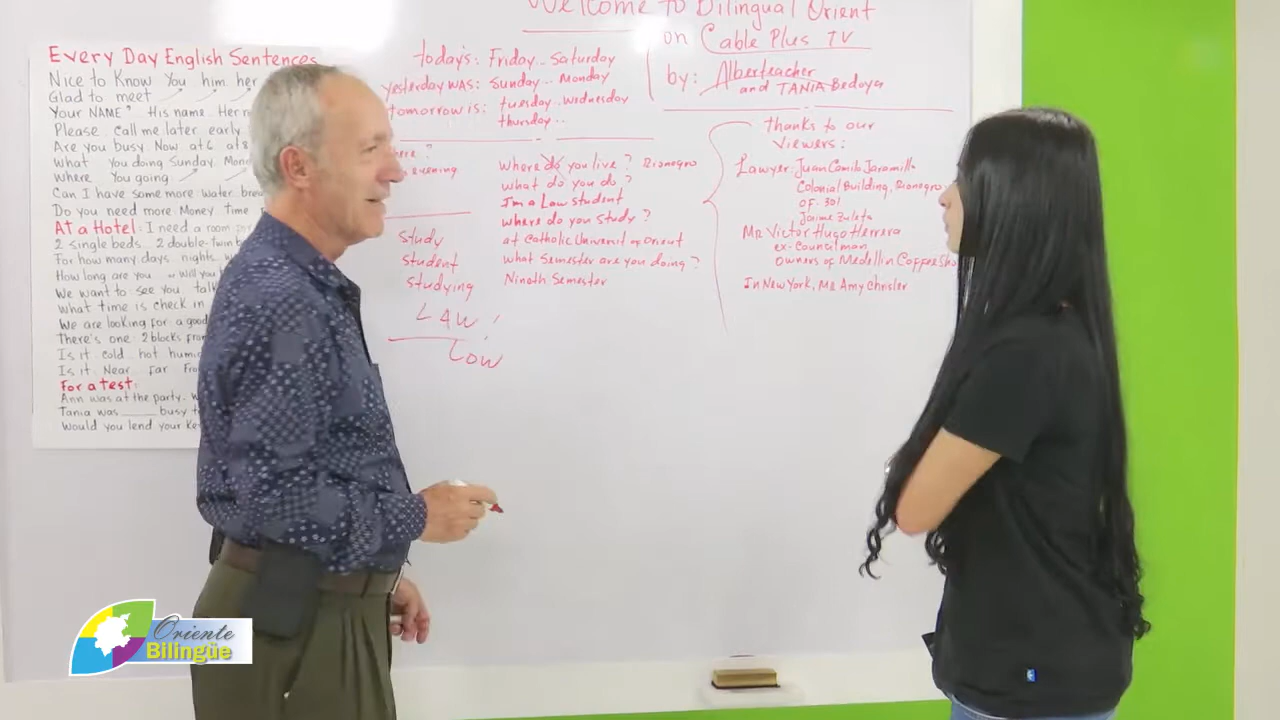 Welcome to Bilingual Orient
on Cable Plus TV
by: Alberteacher
and TANIA Bedoya
today's: Friday.. Saturday
yesterday was: Sunday.. Monday
tomorrow is: tuesday.. Wednesday
thursday..
Every Day English Sentences
Nice to Know You him her
Glad to meet
Your NAME? His name. Her
Please Call me later early
Are you busy Now at 6 at 8
What You doing Sunday. Mon
Where You going
Can I have some more water
Do you need more Money time
At a Hotel: I need a room
2 single beds.. 2 double-twin
For how many days nights
How long are you .. will you
We want to see you talk
What time is check in
We are looking for a good
There's one 2 blocks from
Is it cold hot
Is it Near far
For a test:
Ann was at the party.
Tania was ____ busy
Would you lend your
evening
study
student
studying
LAW
Low
Where do you live? Rionegro
what do you do?
I'm a Law student
where do you study?
at Catholic Universit of Orient
what Semester are you doing?
Nineth Semester
thanks to our
viewers:
Lawyer: Juan Camilo Jaramillo
Colonial Building, Rionegro
OF. 301
Jaime Zuleta
Mr Victor Hugo Herrera
ex-Councilman
Owners of Medellin Coffee Sho
In New York, Mr Amy Chrisler
Oriente
Bilingüe